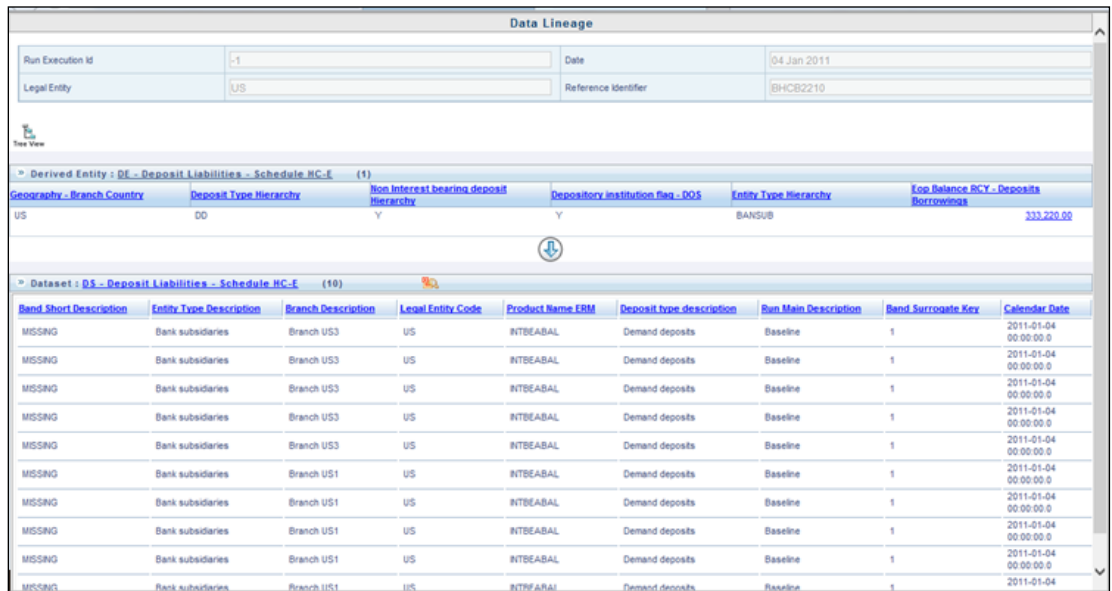 Data Lineage
Run Execution Id -1 Date 04 Jan 2011
Legal Entity US Reference Identifier BHCB2210
Tree View
» Derived Entity : DE - Deposit Liabilities - Schedule HC-E (1)
Geography - Branch Country Deposit Type Hierarchy Non Interest bearing deposit Hierarchy Depository institution flag - DOS Entity Type Hierarchy Eop Balance RCY - Deposits Borrowings
US DD Y Y BANSUB 333,220.00
» Dataset : DS - Deposit Liabilities - Schedule HC-E (10)
Band Short Description Entity Type Description Branch Description Legal Entity Code Product Name ERM Deposit type description Run Main Description Band Surrogate Key Calendar Date
MISSING Bank subsidiaries Branch US3 US INTBEABAL Demand deposits Baseline 1 2011-01-04 00:00:00.0
MISSING Bank subsidiaries Branch US3 US INTBEABAL Demand deposits Baseline 1 2011-01-04 00:00:00.0
MISSING Bank subsidiaries Branch US3 US INTBEABAL Demand deposits Baseline 1 2011-01-04 00:00:00.0
MISSING Bank subsidiaries Branch US3 US INTBEABAL Demand deposits Baseline 1 2011-01-04 00:00:00.0
MISSING Bank subsidiaries Branch US3 US INTBEABAL Demand deposits Baseline 1 2011-01-04 00:00:00.0
MISSING Bank subsidiaries Branch US1 US INTBEABAL Demand deposits Baseline 1 2011-01-04 00:00:00.0
MISSING Bank subsidiaries Branch US1 US INTBEABAL Demand deposits Baseline 1 2011-01-04 00:00:00.0
MISSING Bank subsidiaries Branch US1 US INTBEABAL Demand deposits Baseline 1 2011-01-04 00:00:00.0
MISSING Bank subsidiaries Branch US1 US INTBEABAL Demand deposits Baseline 1 2011-01-04 00:00:00.0
MISSING Bank subsidiaries Branch US1 US INTBEABAL Demand deposits Baseline 1 2011-01-04